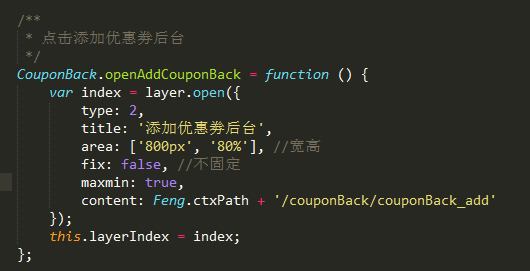 /**
 * 点击添加优惠劵后台
 */
CouponBack.openAddCouponBack = function () {
    var index = layer.open({
        type: 2,
        title: '添加优惠劵后台',
        area: ['800px', '80%'], //宽高
        fix: false, //不固定
        maxmin: true,
        content: Feng.ctxPath + '/couponBack/couponBack_add'
    });
    this.layerIndex = index;
};